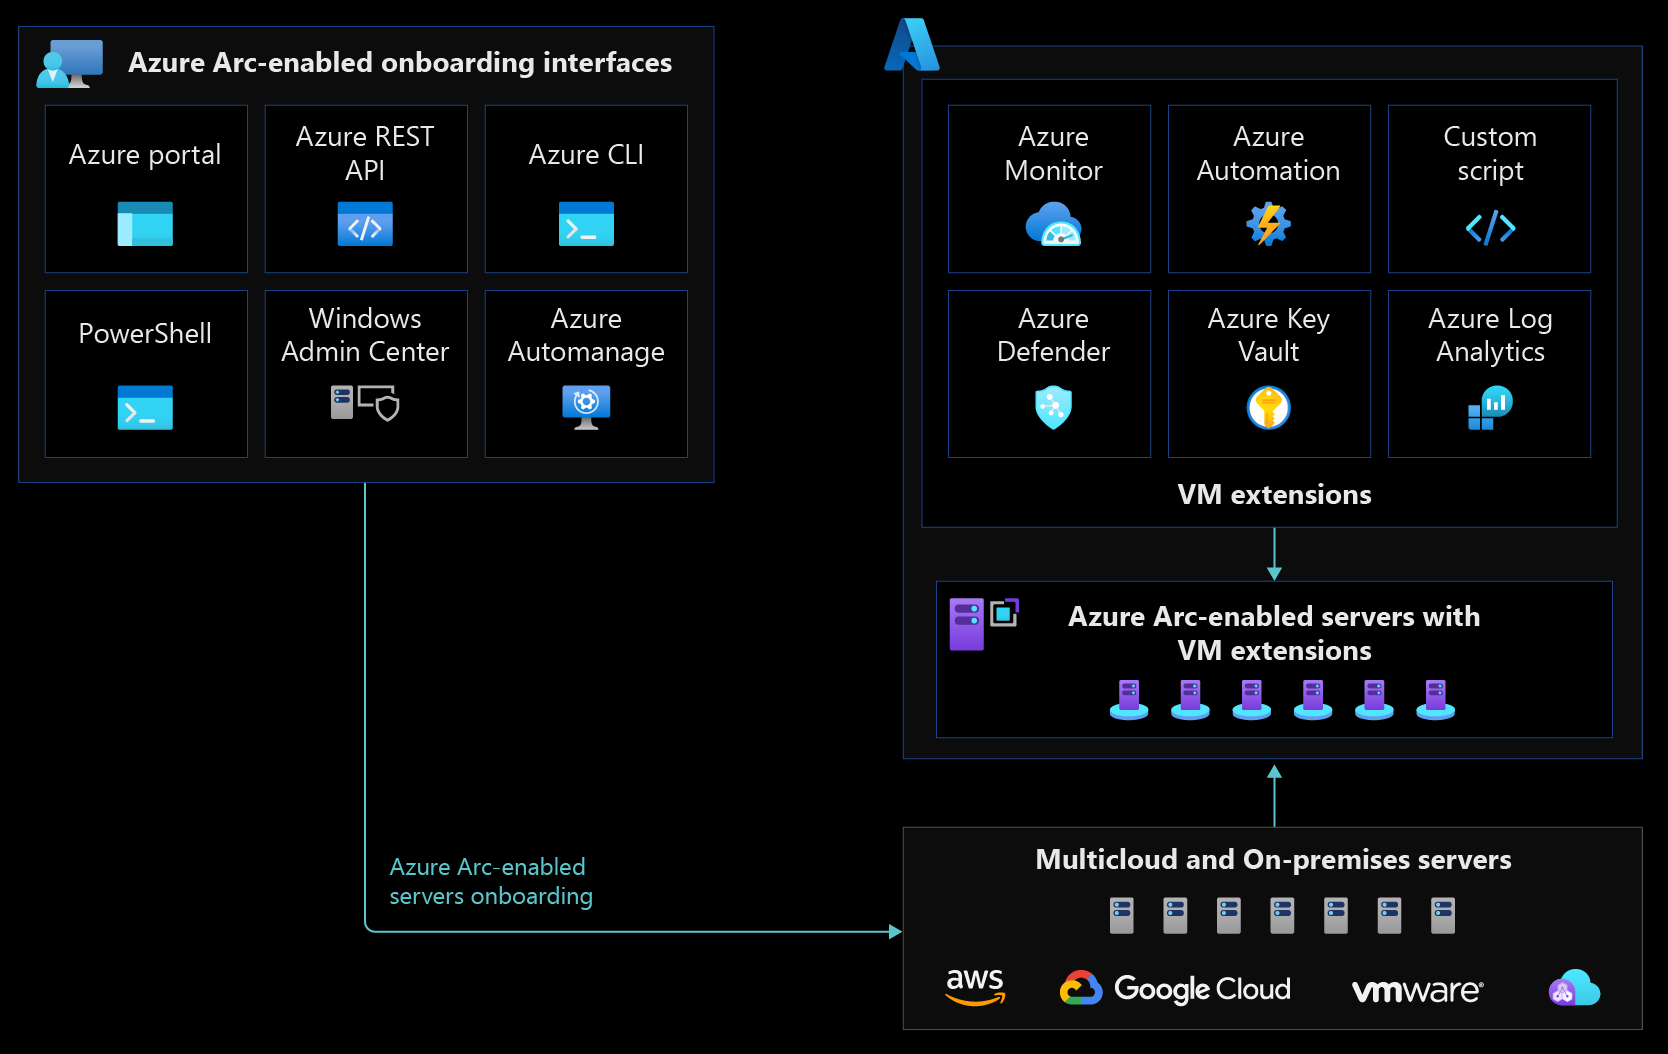 Azure Arc-enabled onboarding interfaces
Azure portal
Azure REST
API
Azure CLI
PowerShell
Windows
Admin Center
Azure
Automanage
Azure
Monitor
Azure
Automation
Custom
script
Azure
Defender
Azure Key
Vault
Azure Log
Analytics
VM extensions
Azure Arc-enabled servers with
VM extensions
Azure Arc-enabled
servers onboarding
Multicloud and On-premises servers
aws
Google Cloud
vmware®